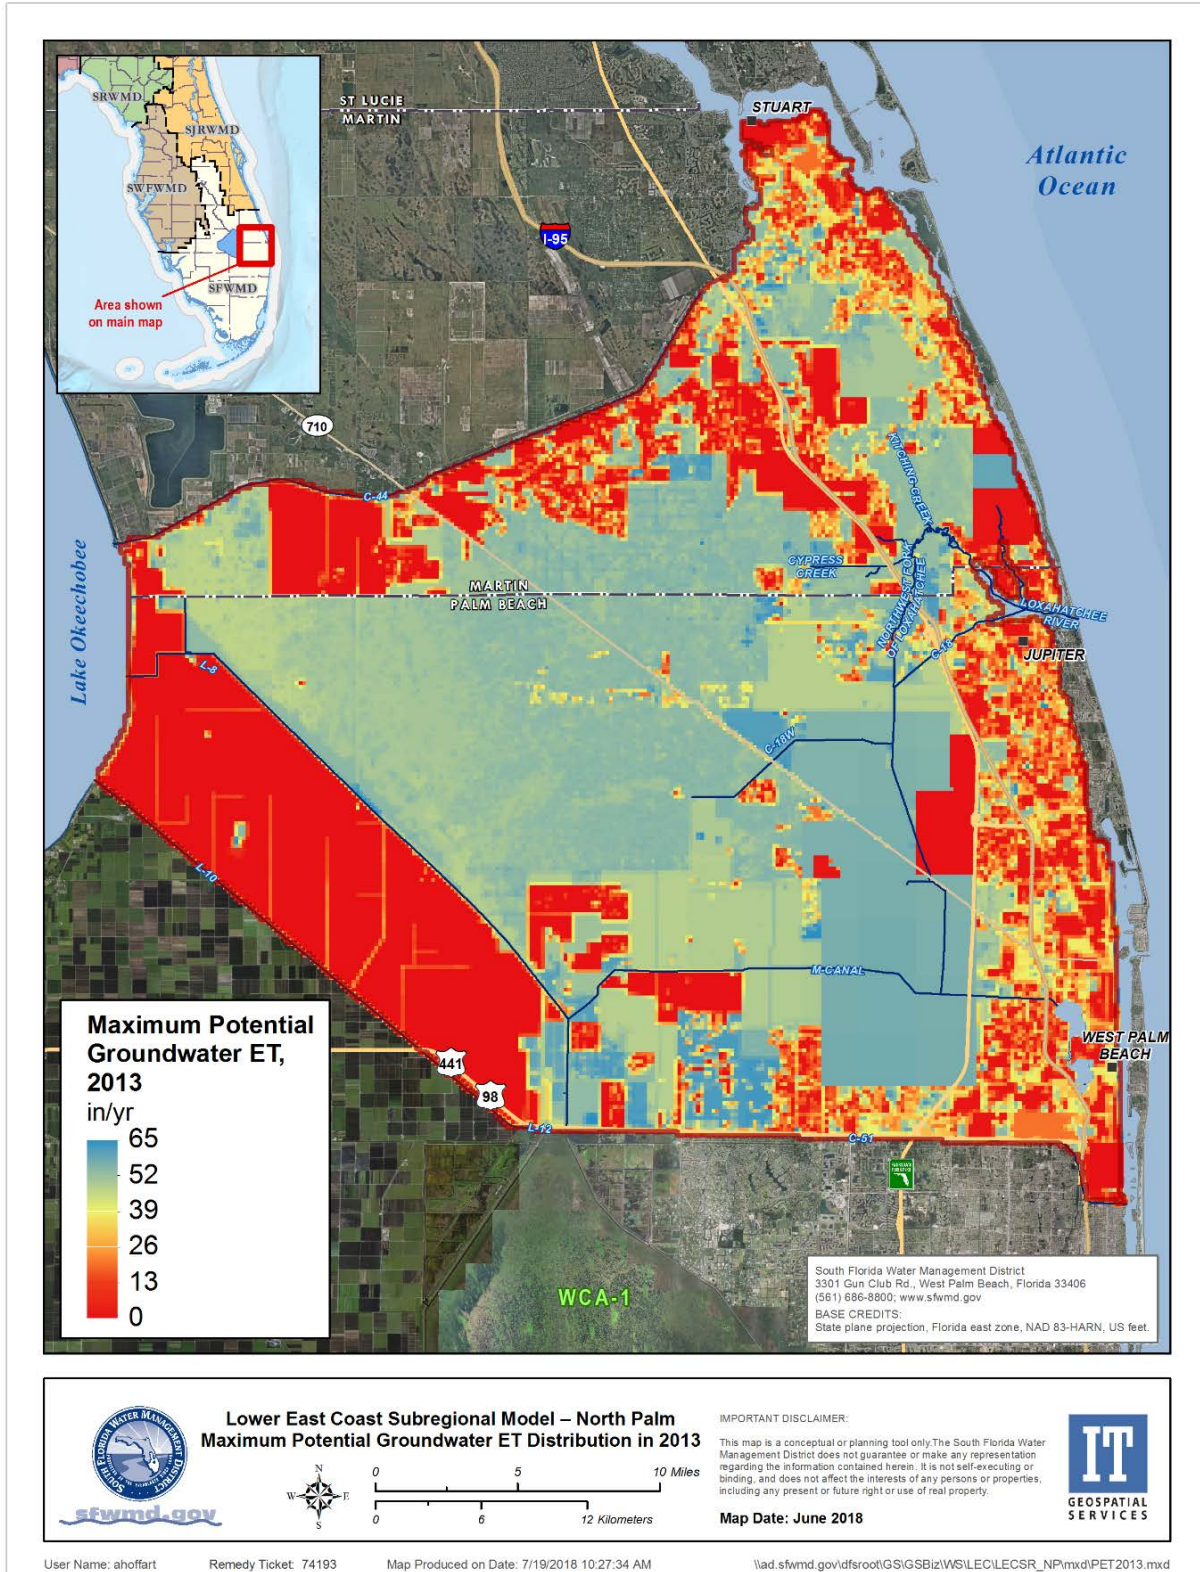 SRWMD
SJRWMD
SWFWMD
SFWMD
Area shown
on main map
ST LUCIE
MARTIN
STUART
Atlantic
Ocean
I-95
710
C-44
KITCHING CREEK
CYPRESS
CREEK
NORTHWEST FORK
OF LOXAHATCHEE
MARTIN
PALM BEACH
LOXAHATCHEE
RIVER
JUPITER
C-18
Lake Okeechobee
L-8
C-18W
L-10
M-CANAL
WEST PALM
BEACH
441
98
L-12
C-51
WCA-1
Maximum Potential
Groundwater ET,
2013
in/yr
65
52
39
26
13
0
South Florida Water Management District
3301 Gun Club Rd., West Palm Beach, Florida 33406
(561) 686-8800; www.sfwmd.gov
BASE CREDITS:
State plane projection, Florida east zone, NAD 83-HARN, US feet.
SOUTH FLORIDA WATER MANAGEMENT DISTRICT
sfwmd.gov
Lower East Coast Subregional Model – North Palm
Maximum Potential Groundwater ET Distribution in 2013
N
W E
S
0 5 10 Miles
0 6 12 Kilometers
IMPORTANT DISCLAIMER:
This map is a conceptual or planning tool only.The South Florida Water
Management District does not guarantee or make any representation
regarding the information contained herein. It is not self-executing or
binding, and does not affect the interests of any persons or properties,
including any present or future right or use of real property.
Map Date: June 2018
IT
GEOSPATIAL
SERVICES
User Name: ahoffart Remedy Ticket: 74193 Map Produced on Date: 7/19/2018 10:27:34 AM \\ad.sfwmd.gov\dfsroot\GS\GSBiz\WS\LEC\LECSR_NP\mxd\PET2013.mxd